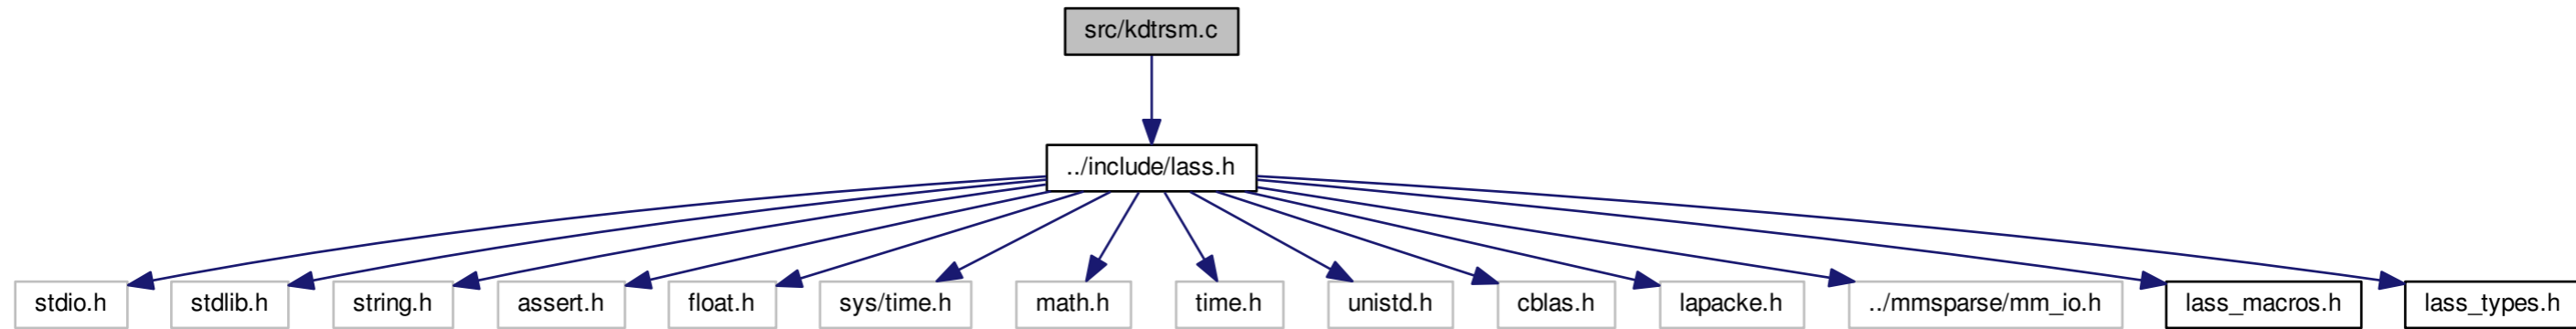 src/kdtrsm.c
../include/lass.h
stdio.h
stdlib.h
string.h
assert.h
float.h
sys/time.h
math.h
time.h
unistd.h
cblas.h
lapacke.h
../mmsparse/mm_io.h
lass_macros.h
lass_types.h